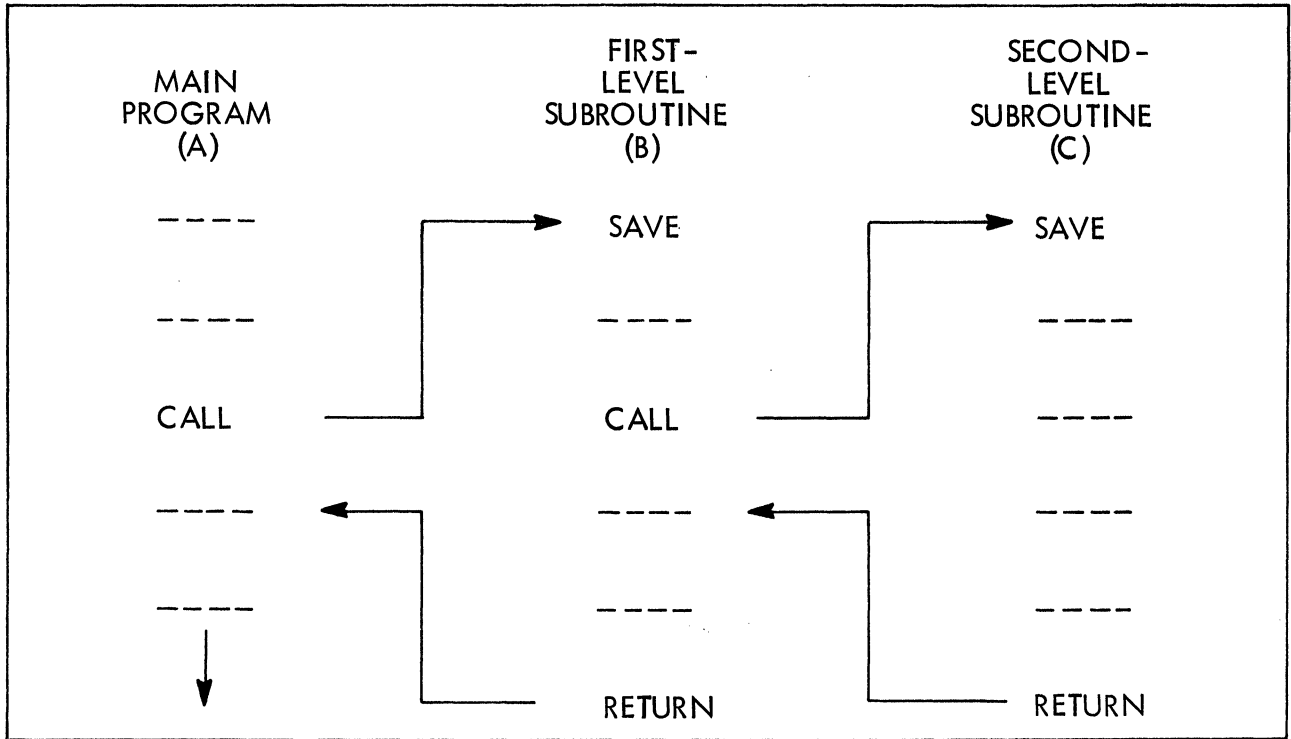 MAIN
PROGRAM
(A)
FIRST-
LEVEL
SUBROUTINE
(B)
SECOND-
LEVEL
SUBROUTINE
(C)
SAVE
SAVE
CALL
CALL
RETURN
RETURN